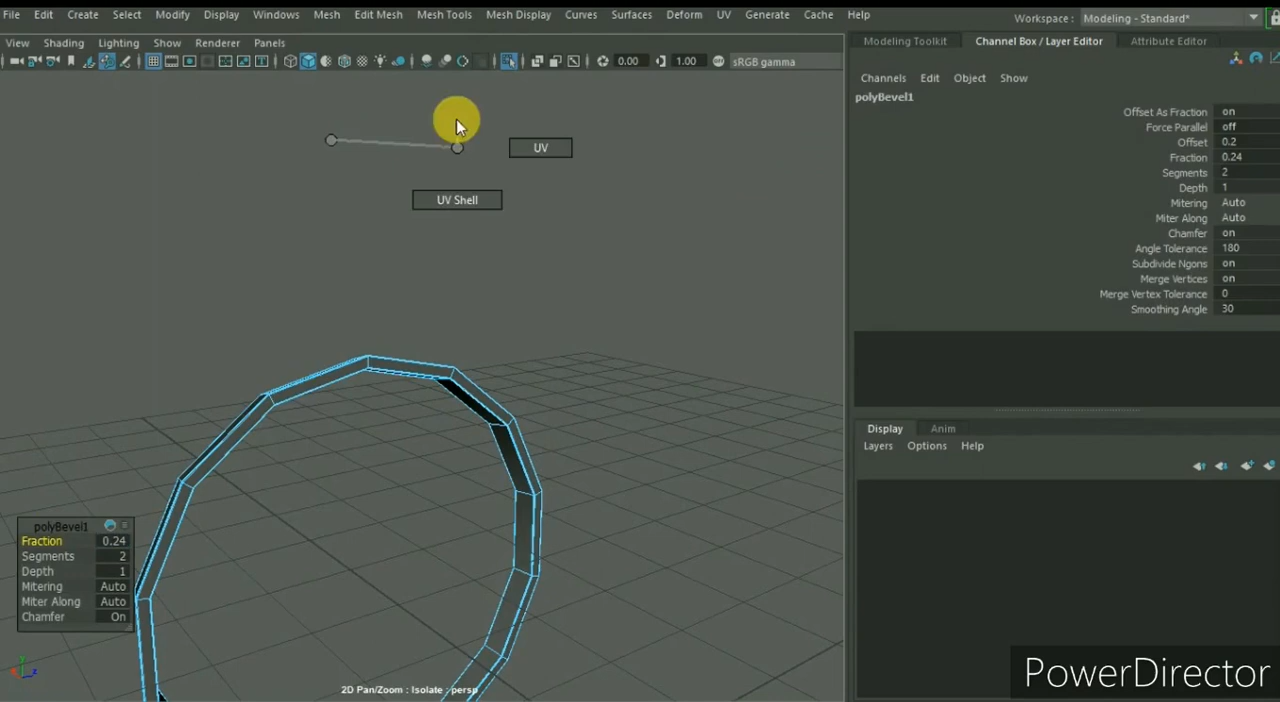 File Edit Create Select Modify Display Windows Mesh Edit Mesh Mesh Tools Mesh Display Curves Surfaces Deform UV Generate Cache Help
Workspace : Modeling - Standard*
View Shading Lighting Show Renderer Panels
0.00 1.00 sRGB gamma
Modeling Toolkit Channel Box / Layer Editor Attribute Editor
Channels Edit Object Show
polyBevel1
Offset As Fraction on
Force Parallel off
Offset 0.2
Fraction 0.24
Segments 2
Depth 1
Mitering Auto
Miter Along Auto
Chamfer on
Angle Tolerance 180
Subdivide Ngons on
Merge Vertices on
Merge Vertex Tolerance 0
Smoothing Angle 30
UV
UV Shell
Display Anim
Layers Options Help
polyBevel1
Fraction 0.24
Segments 2
Depth 1
Mitering Auto
Miter Along Auto
Chamfer On
2D Pan/Zoom : Isolate : persp
PowerDirector